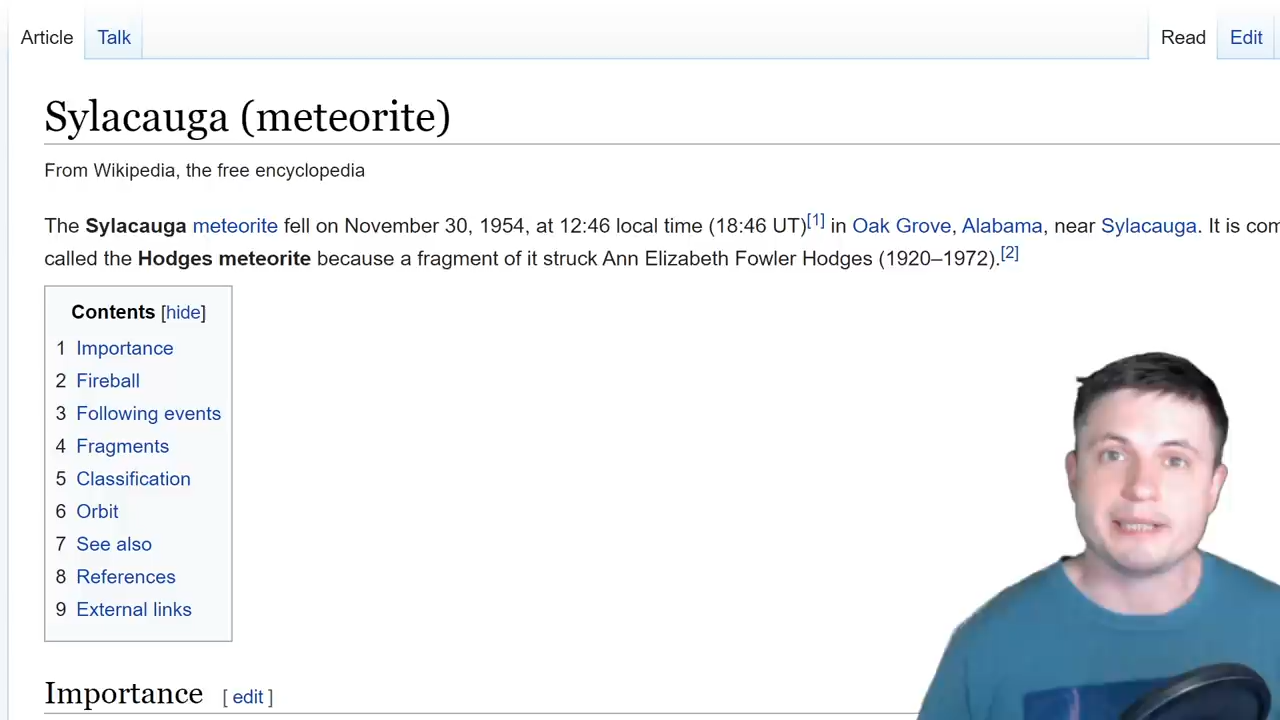 Article Talk Read Edit
Sylacauga (meteorite)
From Wikipedia, the free encyclopedia
The Sylacauga meteorite fell on November 30, 1954, at 12:46 local time (18:46 UT)[1] in Oak Grove, Alabama, near Sylacauga. It is com
called the Hodges meteorite because a fragment of it struck Ann Elizabeth Fowler Hodges (1920–1972).[2]
Contents [hide]
1 Importance
2 Fireball
3 Following events
4 Fragments
5 Classification
6 Orbit
7 See also
8 References
9 External links
Importance [ edit ]